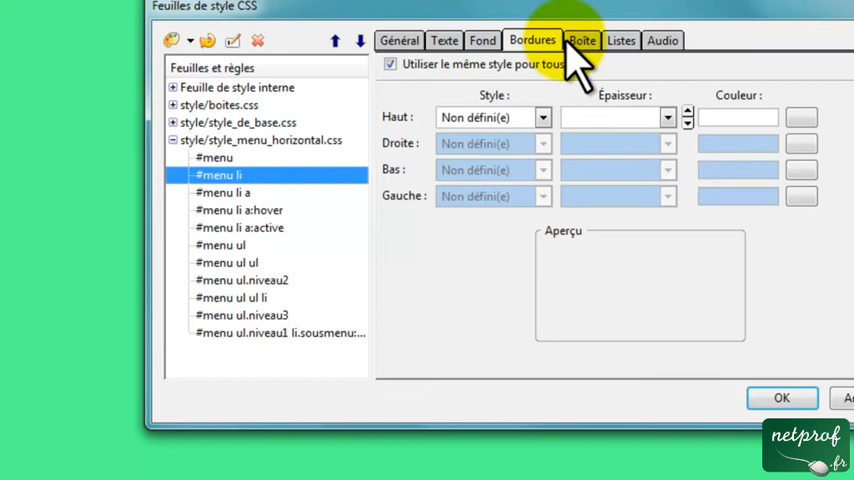 Feuilles de style CSS
Général Texte Fond Bordures Boîte Listes Audio
Feuilles et règles
Utiliser le même style pour tous
Feuille de style interne
style/boites.css
style/style_de_base.css
style/style_menu_horizontal.css
#menu
#menu li
#menu li a
#menu li a:hover
#menu li a:active
#menu ul
#menu ul ul
#menu ul.niveau2
#menu ul ul li
#menu ul.niveau3
#menu ul.niveau1 li.sousmenu:...
Style : Épaisseur : Couleur :
Haut : Non défini(e)
Droite : Non défini(e)
Bas : Non défini(e)
Gauche : Non défini(e)
Aperçu
OK
netprof
.fr